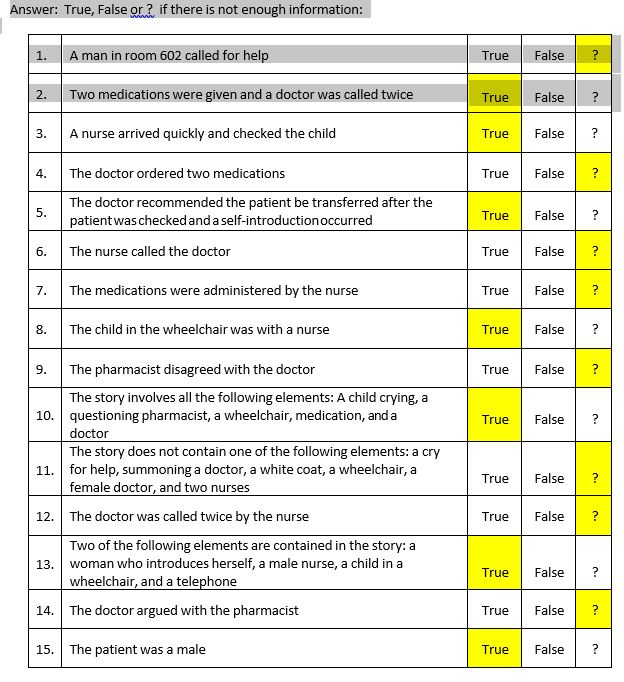 Answer: True, False or ? if there is not enough information:
1. A man in room 602 called for help True False ?
2. Two medications were given and a doctor was called twice True False ?
3. A nurse arrived quickly and checked the child True False ?
4. The doctor ordered two medications True False ?
5. The doctor recommended the patient be transferred after the
patient was checked and a self-introduction occurred True False ?
6. The nurse called the doctor True False ?
7. The medications were administered by the nurse True False ?
8. The child in the wheelchair was with a nurse True False ?
9. The pharmacist disagreed with the doctor True False ?
The story involves all the following elements: A child crying, a
10. questioning pharmacist, a wheelchair, medication, and a True False ?
doctor
The story does not contain one of the following elements: a cry
11. for help, summoning a doctor, a white coat, a wheelchair, a True False ?
female doctor, and two nurses
12. The doctor was called twice by the nurse True False ?
Two of the following elements are contained in the story: a
13. woman who introduces herself, a male nurse, a child in a True False ?
wheelchair, and a telephone
14. The doctor argued with the pharmacist True False ?
15. The patient was a male True False ?